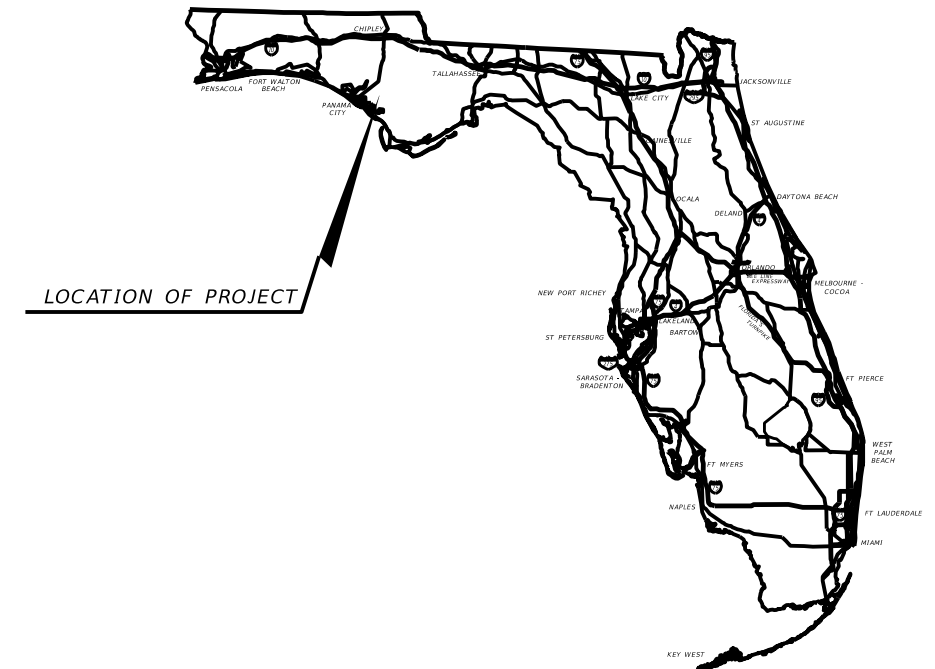 CHIPLEY
TALLAHASSEE
JACKSONVILLE
PENSACOLA
FORT WALTON
BEACH
PANAMA
CITY
LAKE CITY
ST AUGUSTINE
GAINESVILLE
OCALA
DAYTONA BEACH
DELAND
ORLANDO
BEE LINE
EXPRESSWAY
MELBOURNE -
COCOA
LOCATION OF PROJECT
NEW PORT RICHEY
TAMPA
LAKELAND
FLORIDA'S
TURNPIKE
BARTOW
ST PETERSBURG
SARASOTA -
BRADENTON
FT PIERCE
WEST
PALM
BEACH
FT MYERS
NAPLES
FT LAUDERDALE
MIAMI
KEY WEST